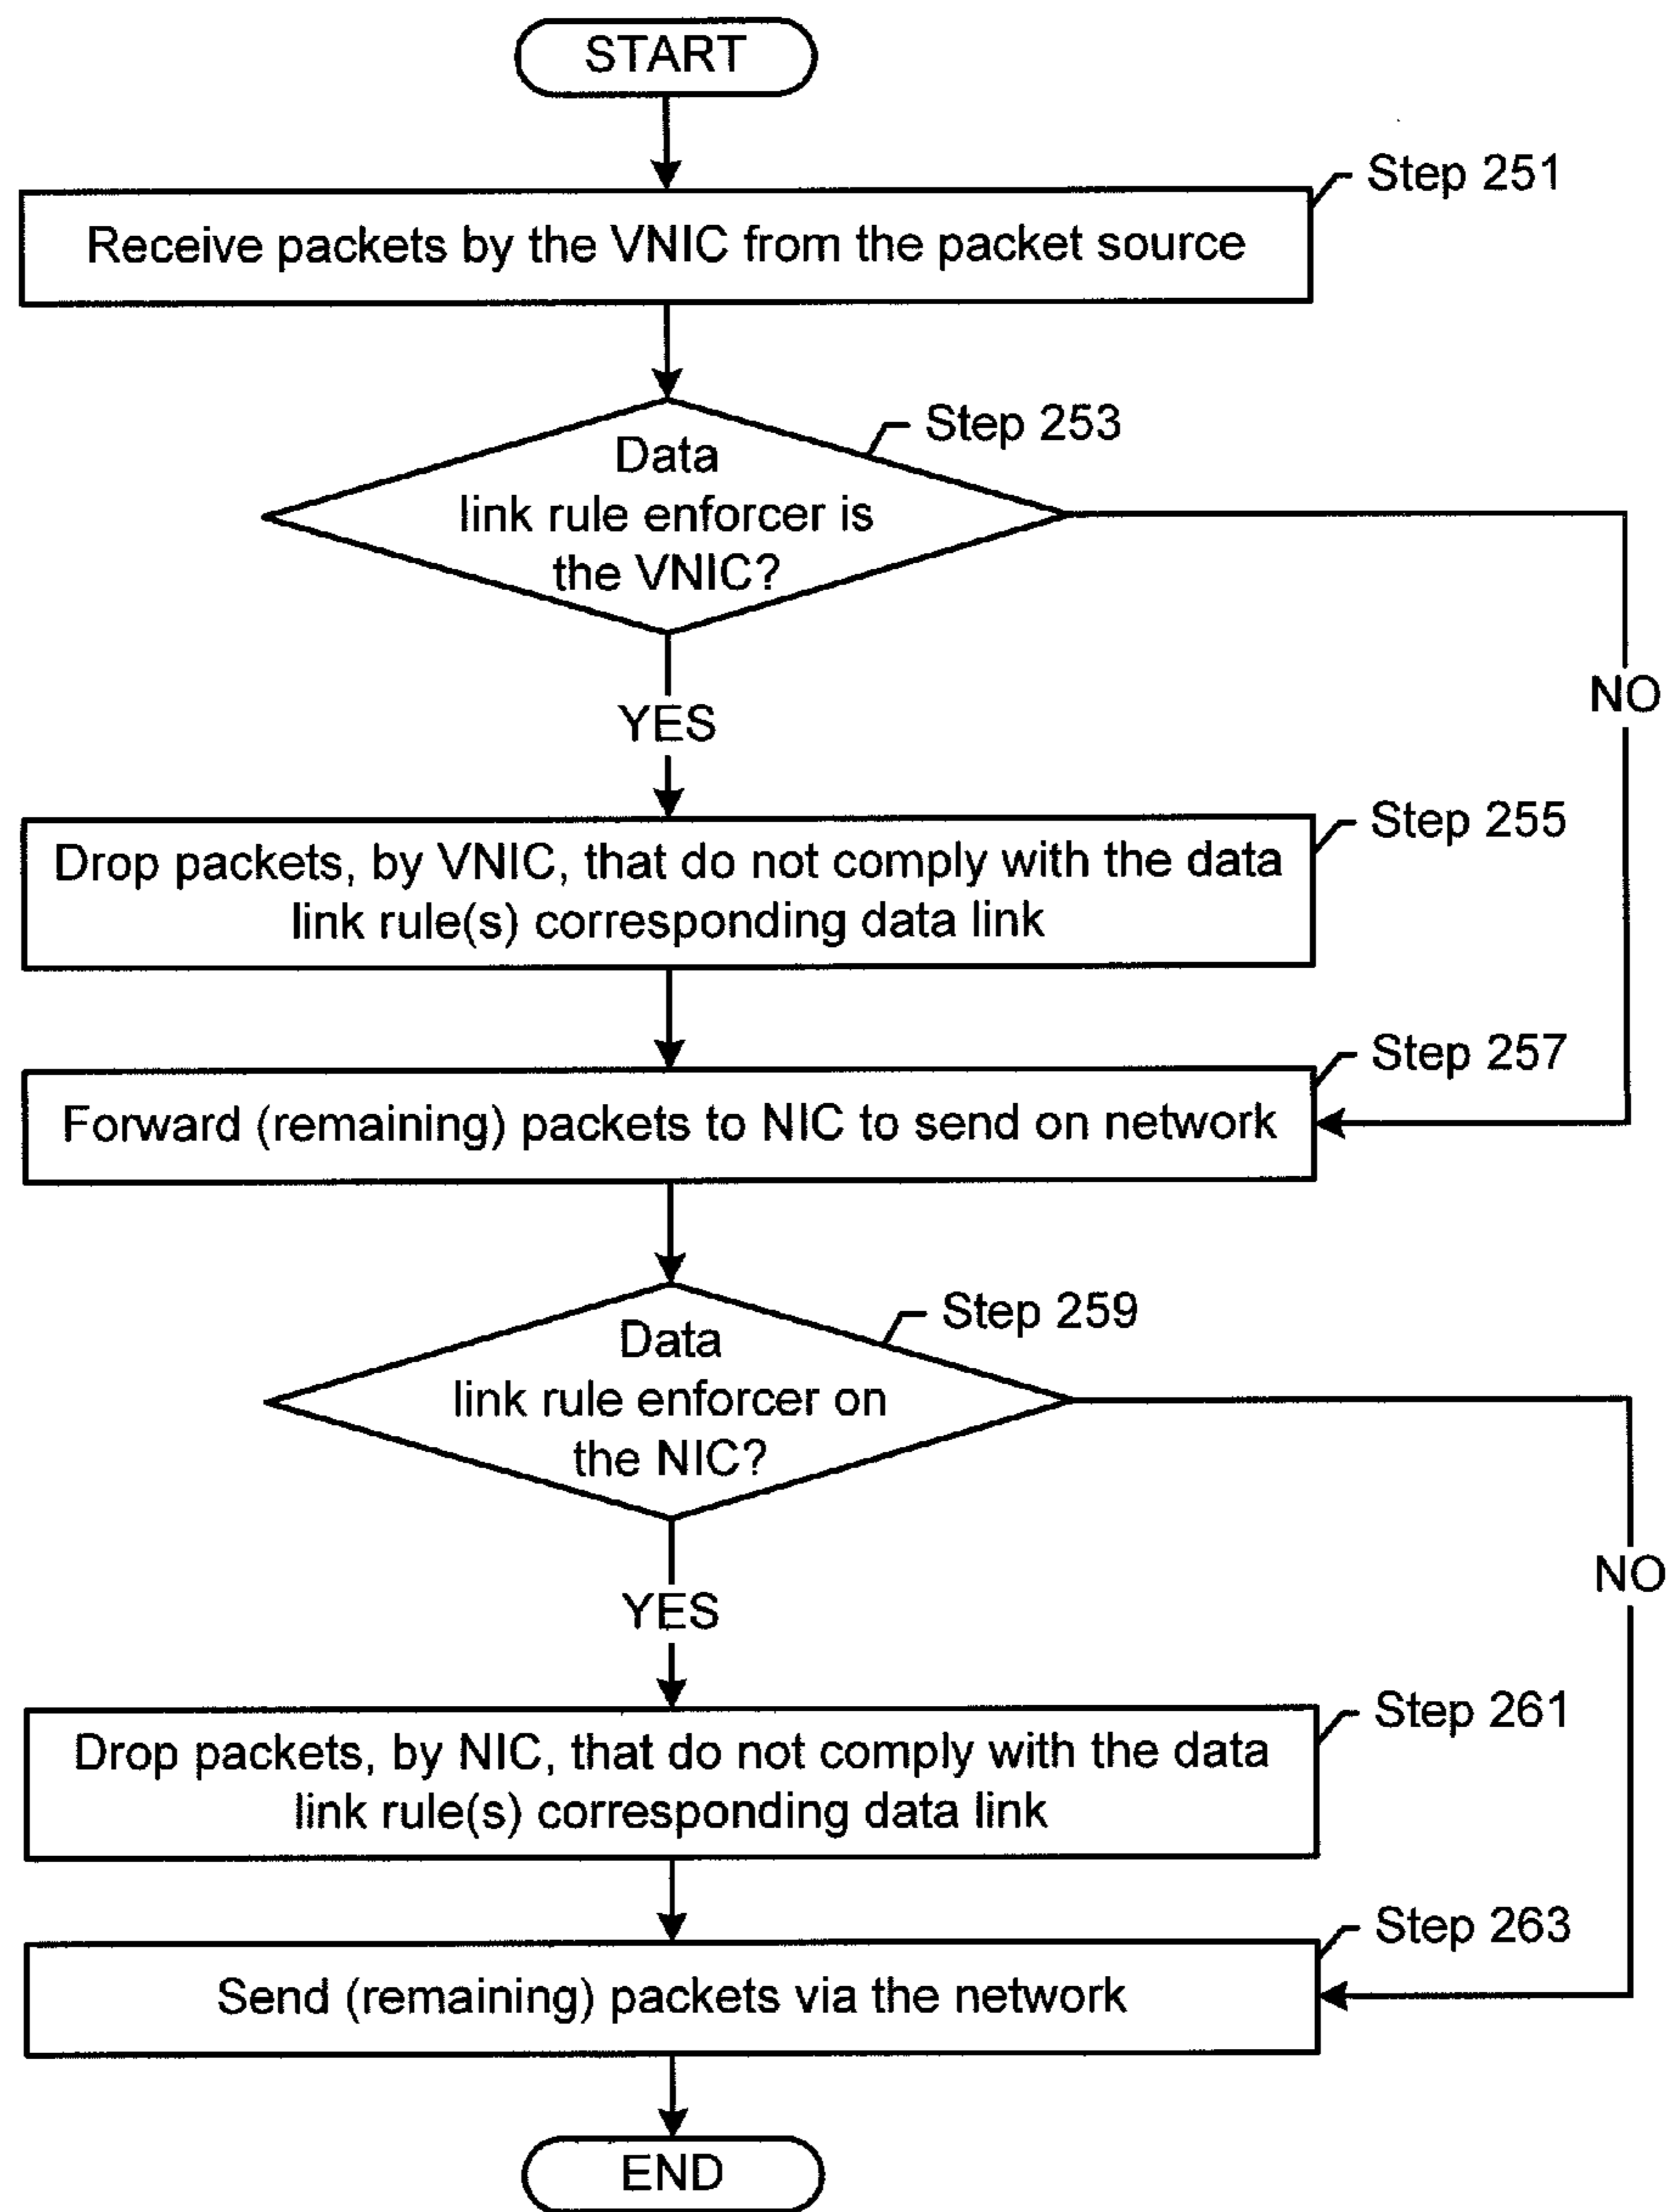 START
Step 251
Receive packets by the VNIC from the packet source
Step 253
Data
link rule enforcer is
the VNIC?
NO
YES
Step 255
Drop packets, by VNIC, that do not comply with the data
link rule(s) corresponding data link
Step 257
Forward (remaining) packets to NIC to send on network
Step 259
Data
link rule enforcer on
the NIC?
NO
YES
Step 261
Drop packets, by NIC, that do not comply with the data
link rule(s) corresponding data link
Step 263
Send (remaining) packets via the network
END